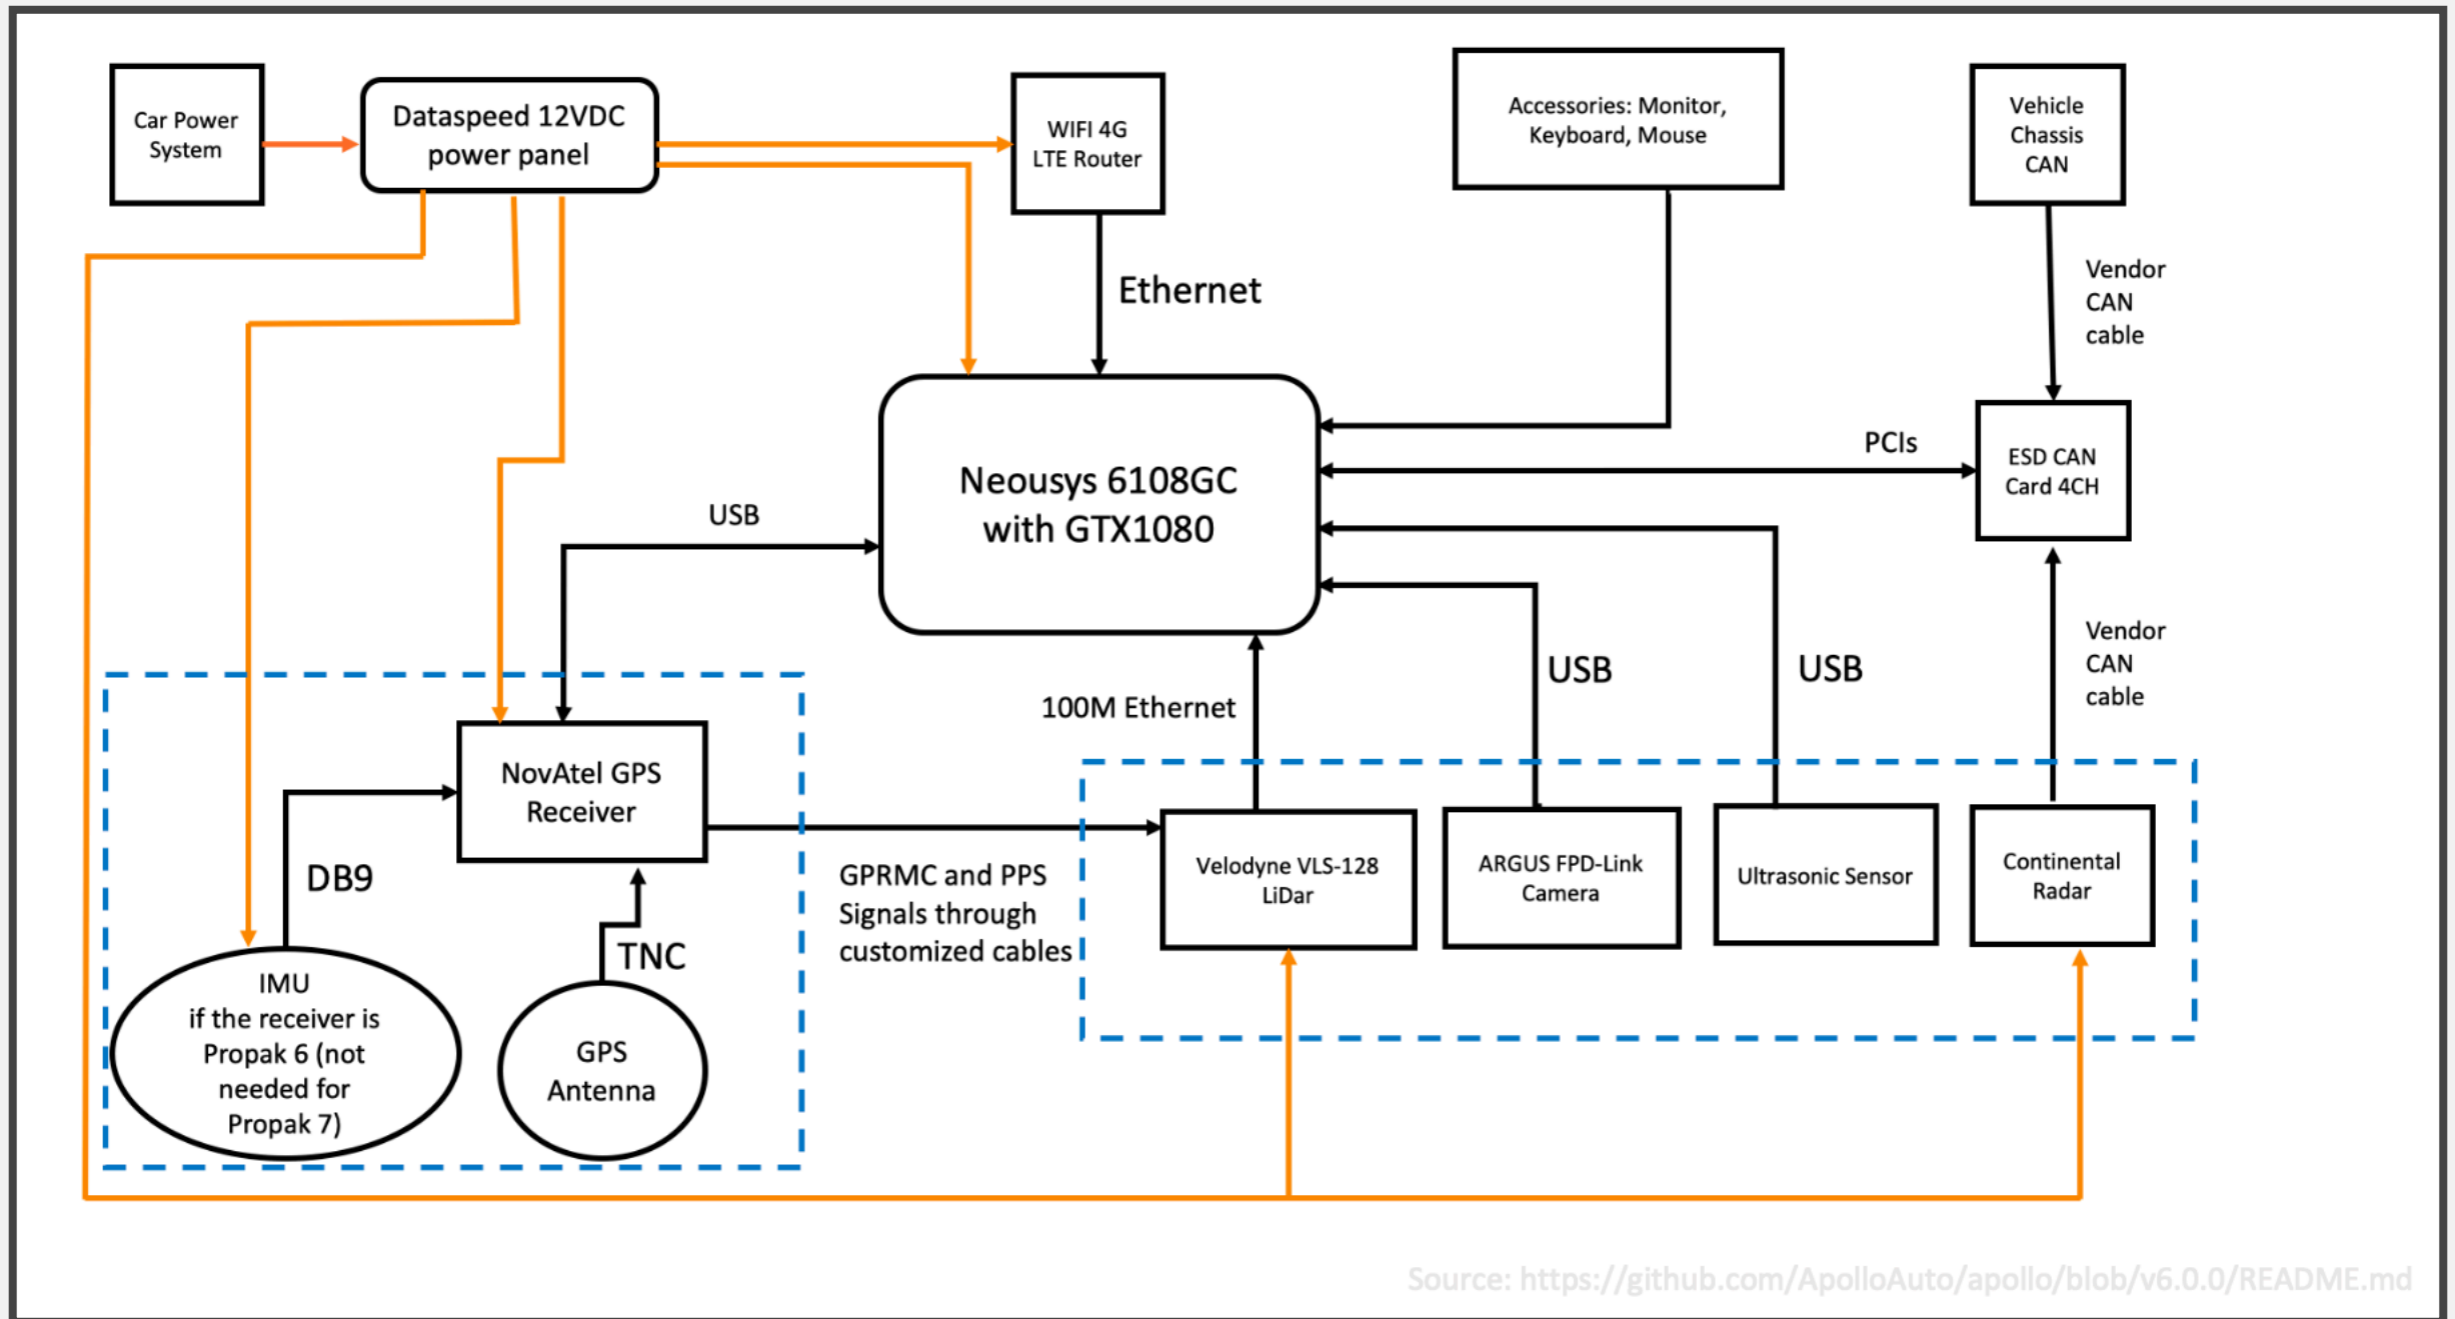 Car Power
System
Dataspeed 12VDC
power panel
WIFI 4G
LTE Router
Accessories: Monitor,
Keyboard, Mouse
Vehicle
Chassis
CAN
Ethernet
Vendor
CAN
cable
PCIs
ESD CAN
Card 4CH
Neousys 6108GC
with GTX1080
USB
100M Ethernet
USB
USB
Vendor
CAN
cable
NovAtel GPS
Receiver
DB9
TNC
GPRMC and PPS
Signals through
customized cables
Velodyne VLS-128
LiDar
ARGUS FPD-Link
Camera
Ultrasonic Sensor
Continental
Radar
IMU
if the receiver is
Propak 6 (not
needed for
Propak 7)
GPS
Antenna
Source: https://github.com/ApolloAuto/apollo/blob/v6.0.0/README.md